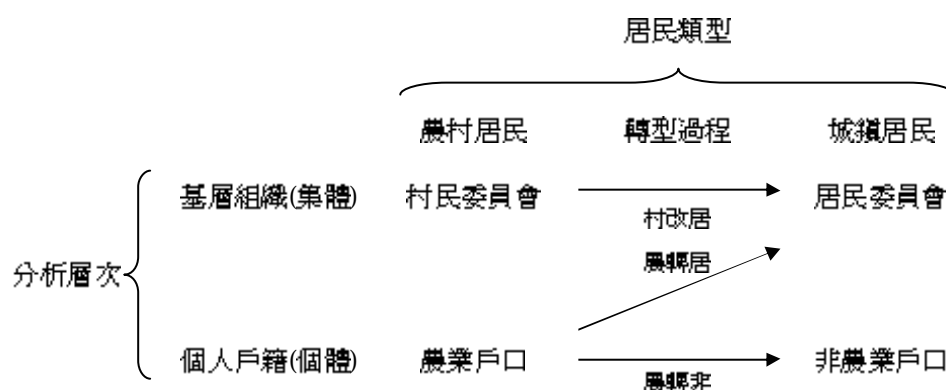 居民類型
農村居民 轉型過程 城鎮居民
基層組織(集體) 村民委員會 居民委員會
村改居
農轉居
分析層次
個人戶籍(個體) 農業戶口 非農業戶口
農轉非